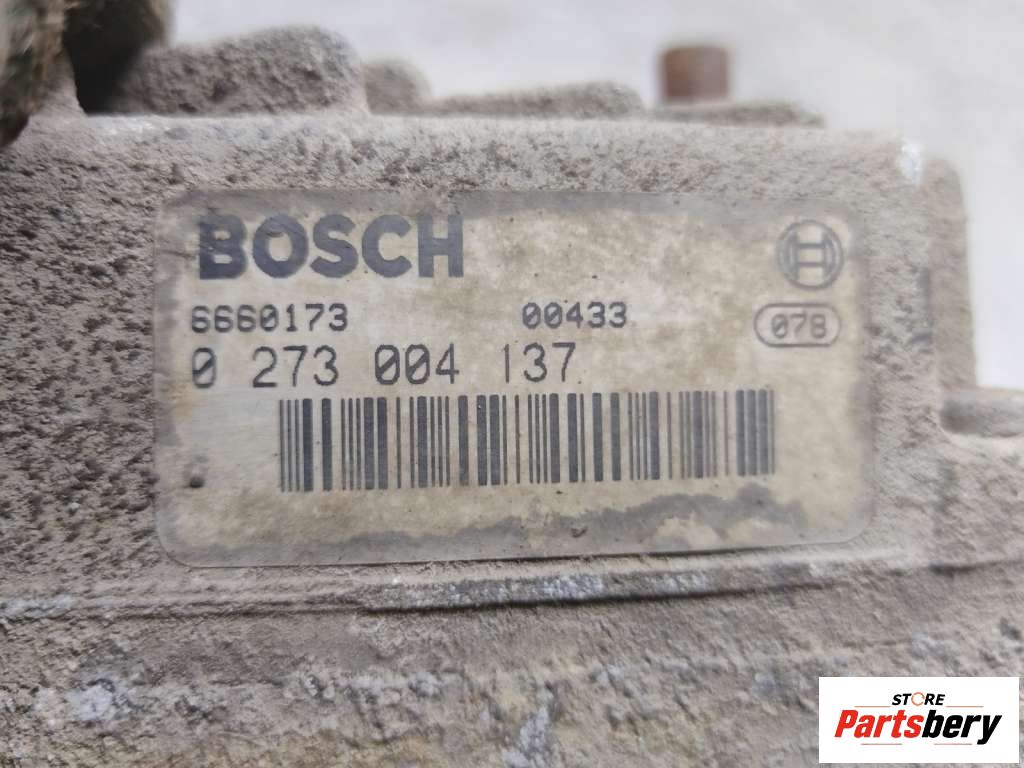 BOSCH
6660173 00433 078
0 273 004 137
STORE
Partsbery